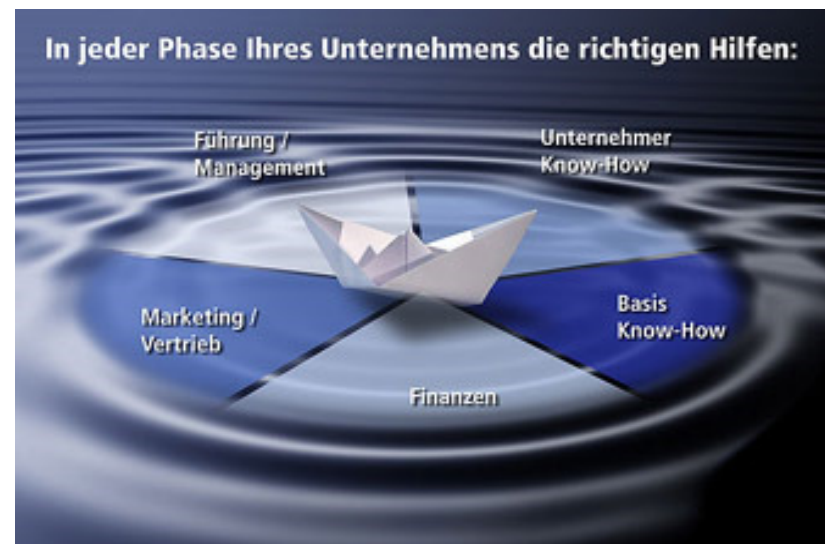 In jeder Phase Ihres Unternehmens die richtigen Hilfen:
Führung /
Management
Unternehmer
Know-How
Marketing /
Vertrieb
Basis
Know-How
Finanzen